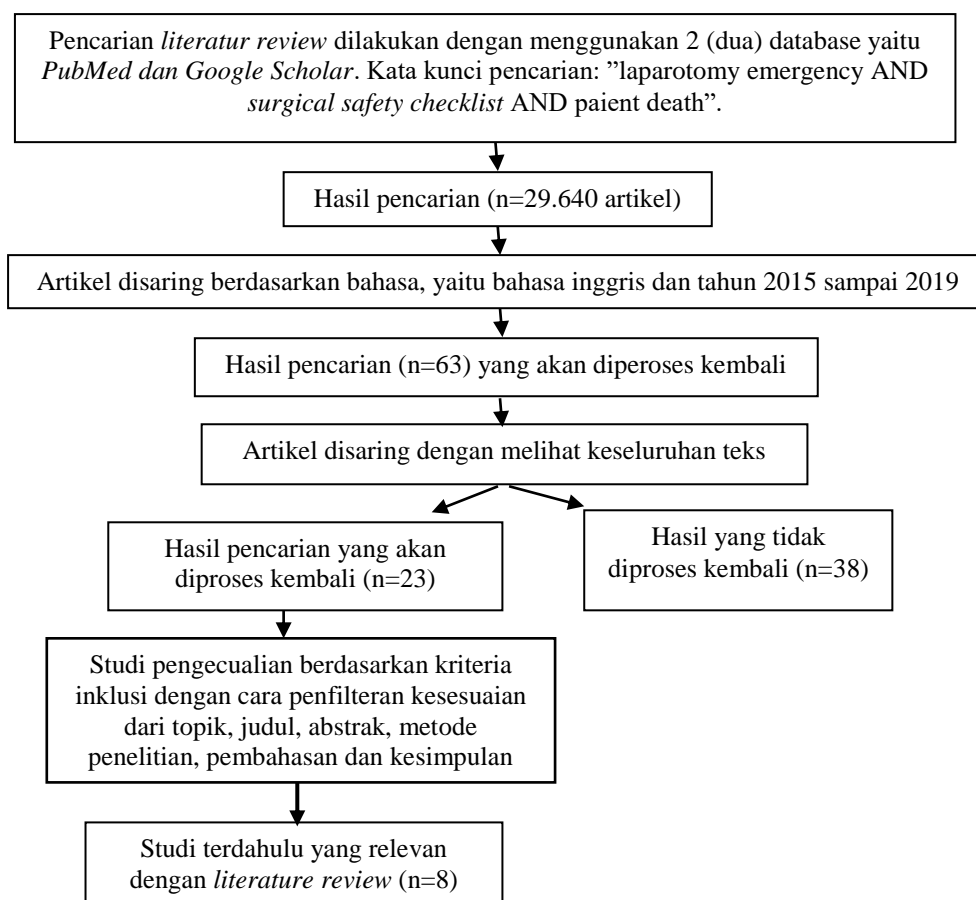 Pencarian literatur review dilakukan dengan menggunakan 2 (dua) database yaitu
PubMed dan Google Scholar. Kata kunci pencarian: ”laparotomy emergency AND
surgical safety checklist AND paient death”.
Hasil pencarian (n=29.640 artikel)
Artikel disaring berdasarkan bahasa, yaitu bahasa inggris dan tahun 2015 sampai 2019
Hasil pencarian (n=63) yang akan diperoses kembali
Artikel disaring dengan melihat keseluruhan teks
Hasil pencarian yang akan
diproses kembali (n=23)
Hasil yang tidak
diproses kembali (n=38)
Studi pengecualian berdasarkan kriteria
inklusi dengan cara penfilteran kesesuaian
dari topik, judul, abstrak, metode
penelitian, pembahasan dan kesimpulan
Studi terdahulu yang relevan
dengan literature review (n=8)